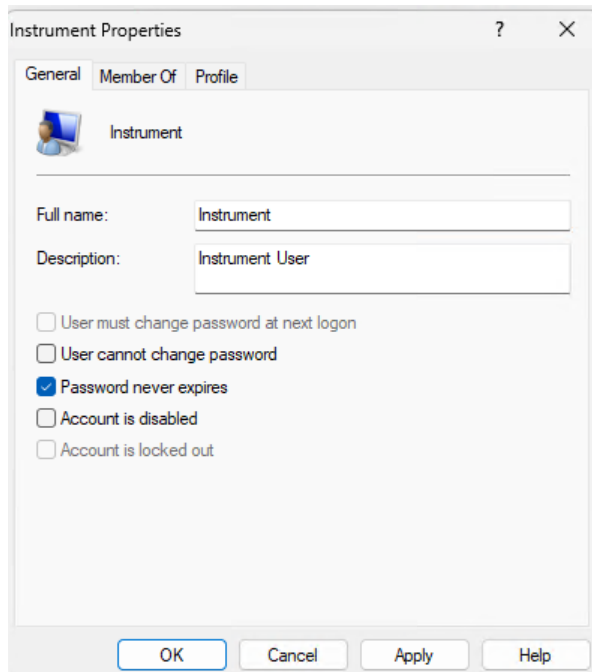 Instrument Properties ? ×
General Member Of Profile
Instrument
Full name: Instrument
Description: Instrument User
User must change password at next logon
User cannot change password
Password never expires
Account is disabled
Account is locked out
OK Cancel Apply Help